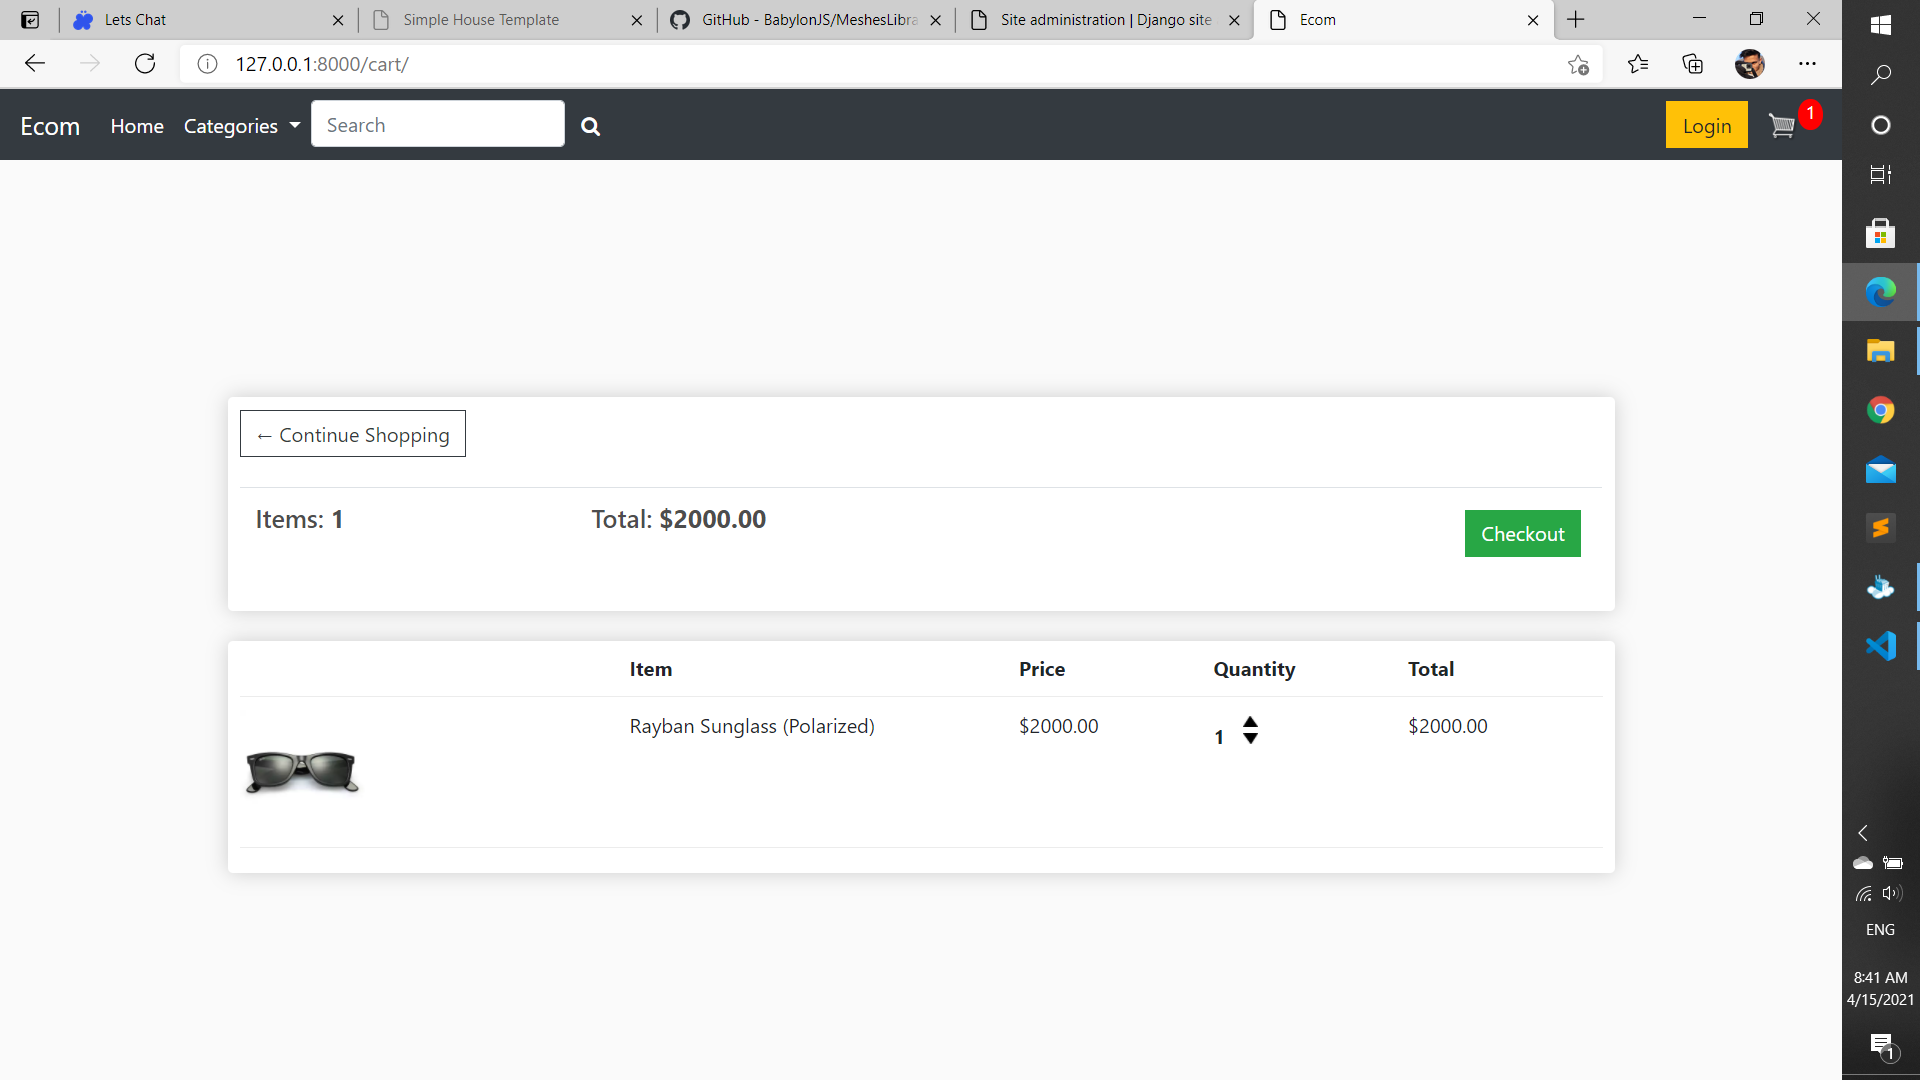 Lets Chat
Simple House Template
GitHub - BabylonJS/MeshesLibra
Site administration | Django site
Ecom
127.0.0.1:8000/cart/
Ecom
Home
Categories
Search
Login
1
← Continue Shopping
Items: 1
Total: $2000.00
Checkout
Item Price Quantity Total
Rayban Sunglass (Polarized) $2000.00 1 $2000.00
ENG
8:41 AM
4/15/2021
1